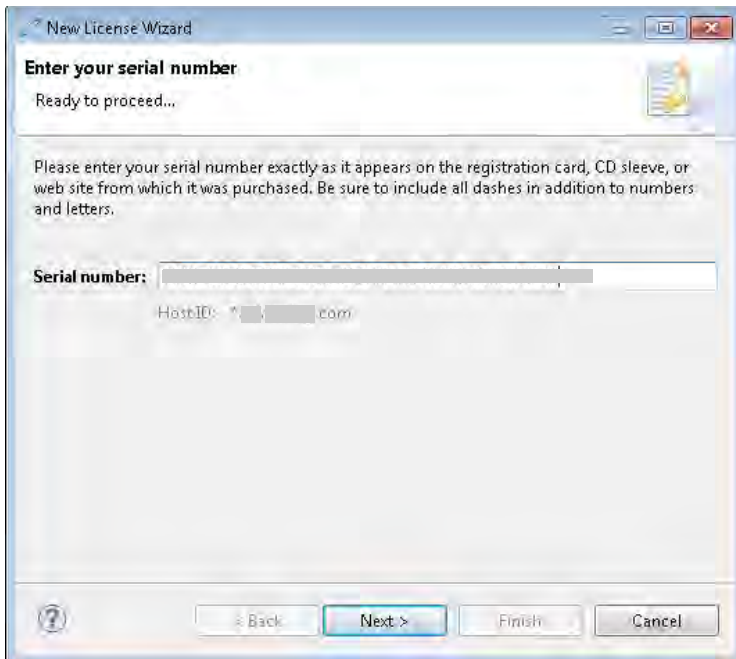 New License Wizard
Enter your serial number
Ready to proceed...
Please enter your serial number exactly as it appears on the registration card, CD sleeve, or
web site from which it was purchased. Be sure to include all dashes in addition to numbers
and letters.
Serial number:
HostID: *. .com
< Back Next > Finish Cancel